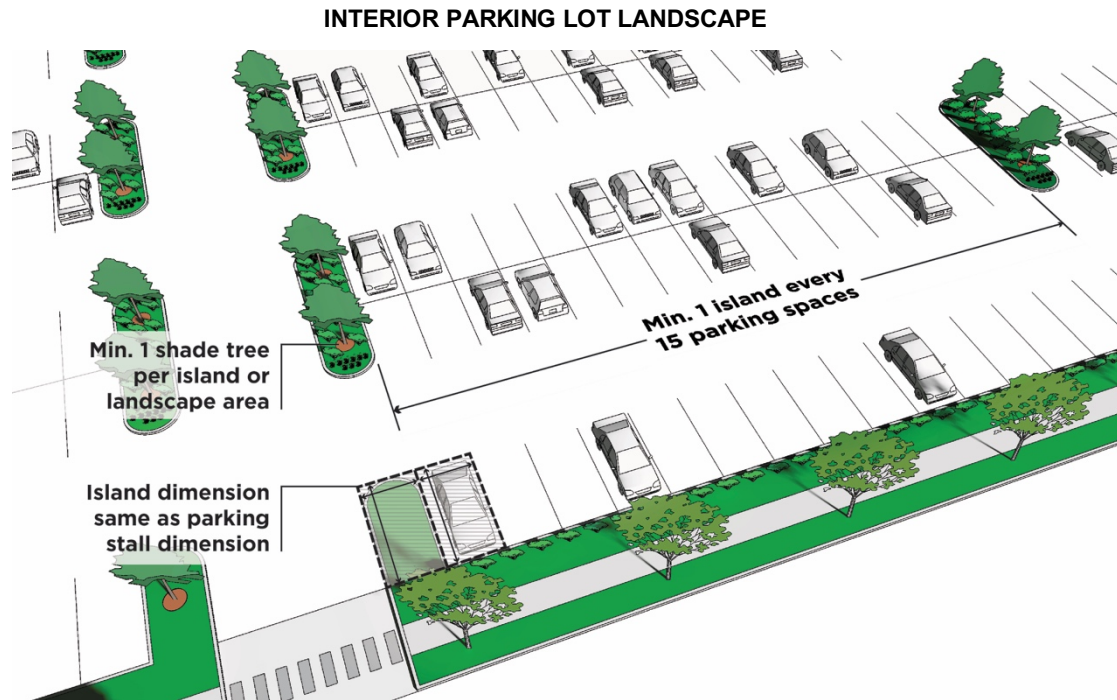 INTERIOR PARKING LOT LANDSCAPE
Min. 1 island every
15 parking spaces
Min. 1 shade tree
per island or
landscape area
Island dimension
same as parking
stall dimension